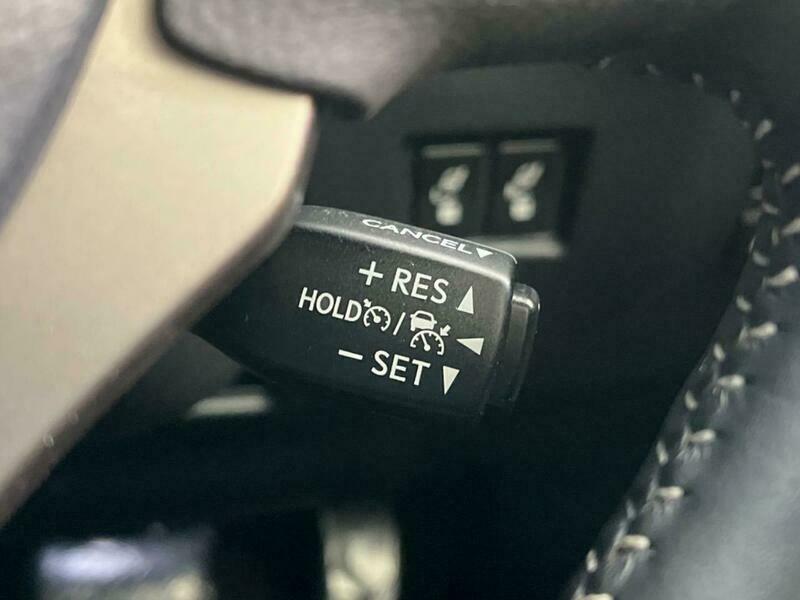 CANCEL▼
+ RES ▲
HOLD / ◀
− SET ▼